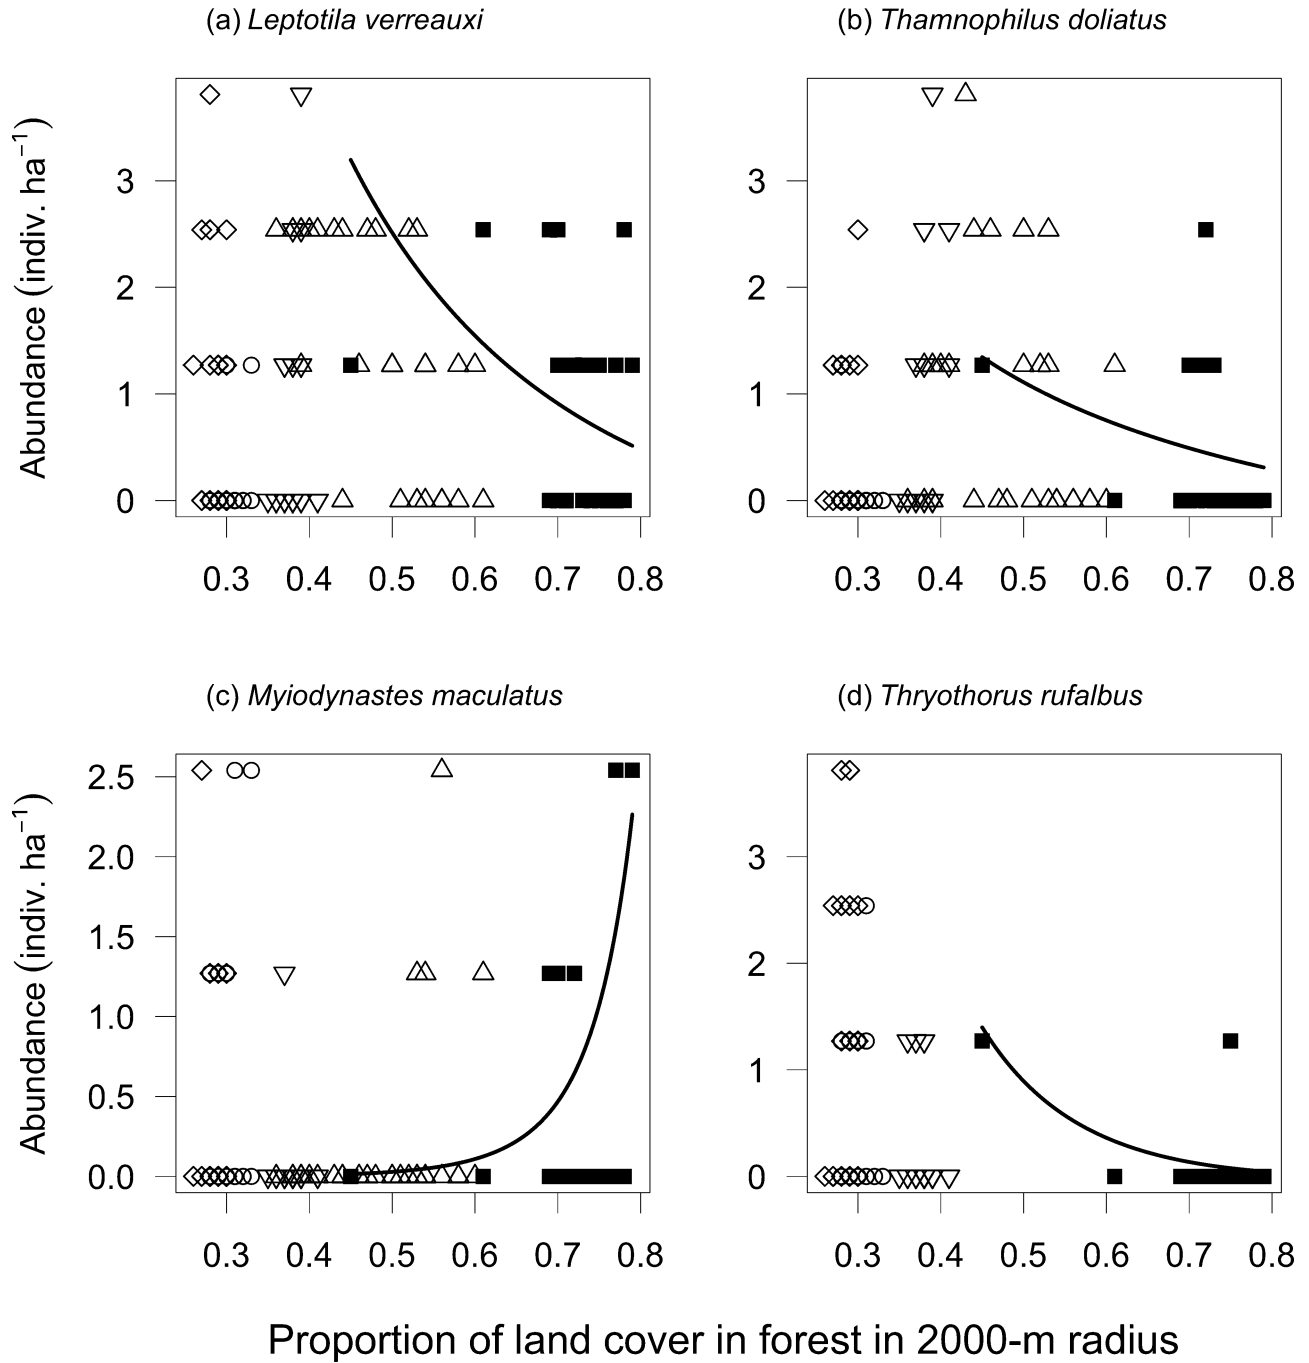 (a) Leptotila verreauxi
(b) Thamnophilus doliatus
Abundance (indiv. ha−1)
3
2
1
0
0.3 0.4 0.5 0.6 0.7 0.8
3
2
1
0
0.3 0.4 0.5 0.6 0.7 0.8
(c) Myiodynastes maculatus
(d) Thryothorus rufalbus
Abundance (indiv. ha−1)
2.5
2.0
1.5
1.0
0.5
0.0
0.3 0.4 0.5 0.6 0.7 0.8
3
2
1
0
0.3 0.4 0.5 0.6 0.7 0.8
Proportion of land cover in forest in 2000-m radius